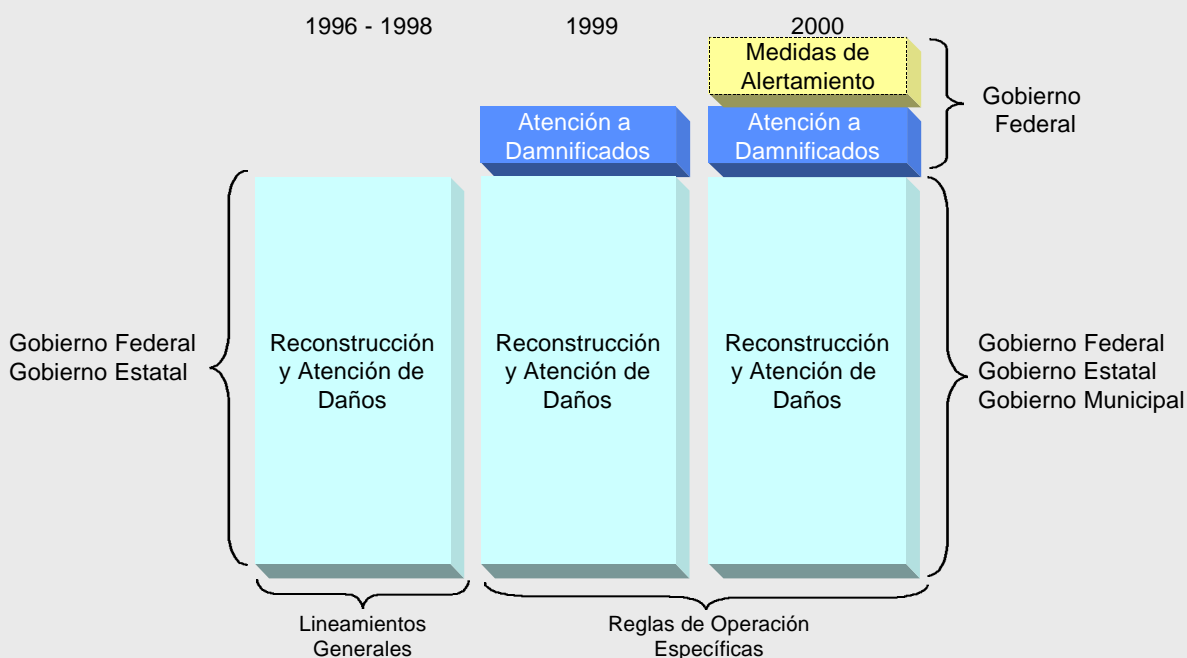 1996 - 1998
1999
2000
Medidas de
Alertamiento
Gobierno
Federal
Atención a
Damnificados
Atención a
Damnificados
Gobierno Federal
Gobierno Estatal
Reconstrucción
y Atención de
Daños
Reconstrucción
y Atención de
Daños
Reconstrucción
y Atención de
Daños
Gobierno Federal
Gobierno Estatal
Gobierno Municipal
Lineamientos
Generales
Reglas de Operación
Específicas